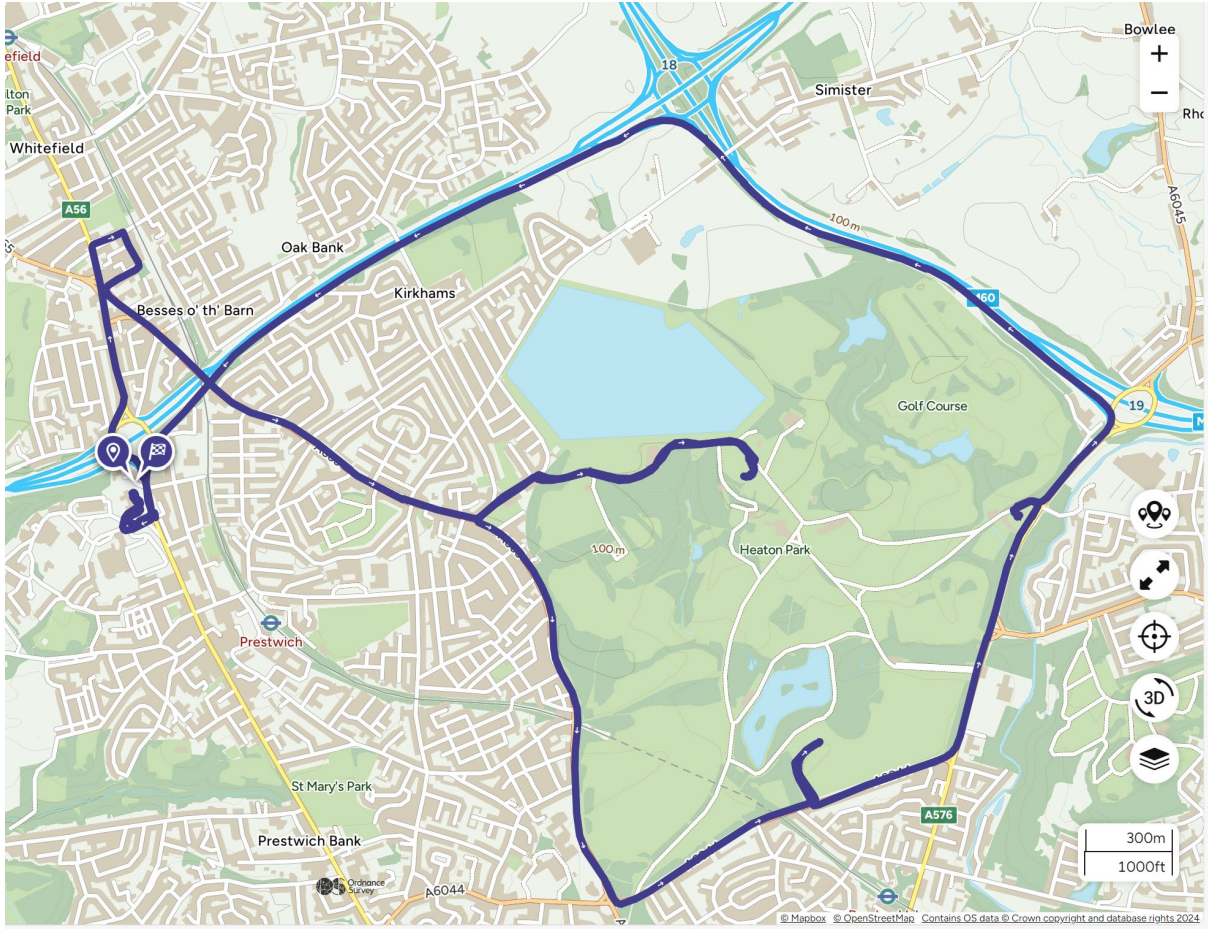 Bowlee
+
18
efield
Simister
−
lton
Park
Rho
Whitefield
A6045
A56
100 m
Oak Bank
Kirkhams
M60
Besses o' th' Barn
Golf Course
19
M
100 m
Heaton Park
Prestwich
3D
St Mary's Park
A576
Prestwich Bank
300m
1000ft
Ordnance
Survey
A6044
© Mapbox © OpenStreetMap Contains OS data © Crown copyright and database rights 2024